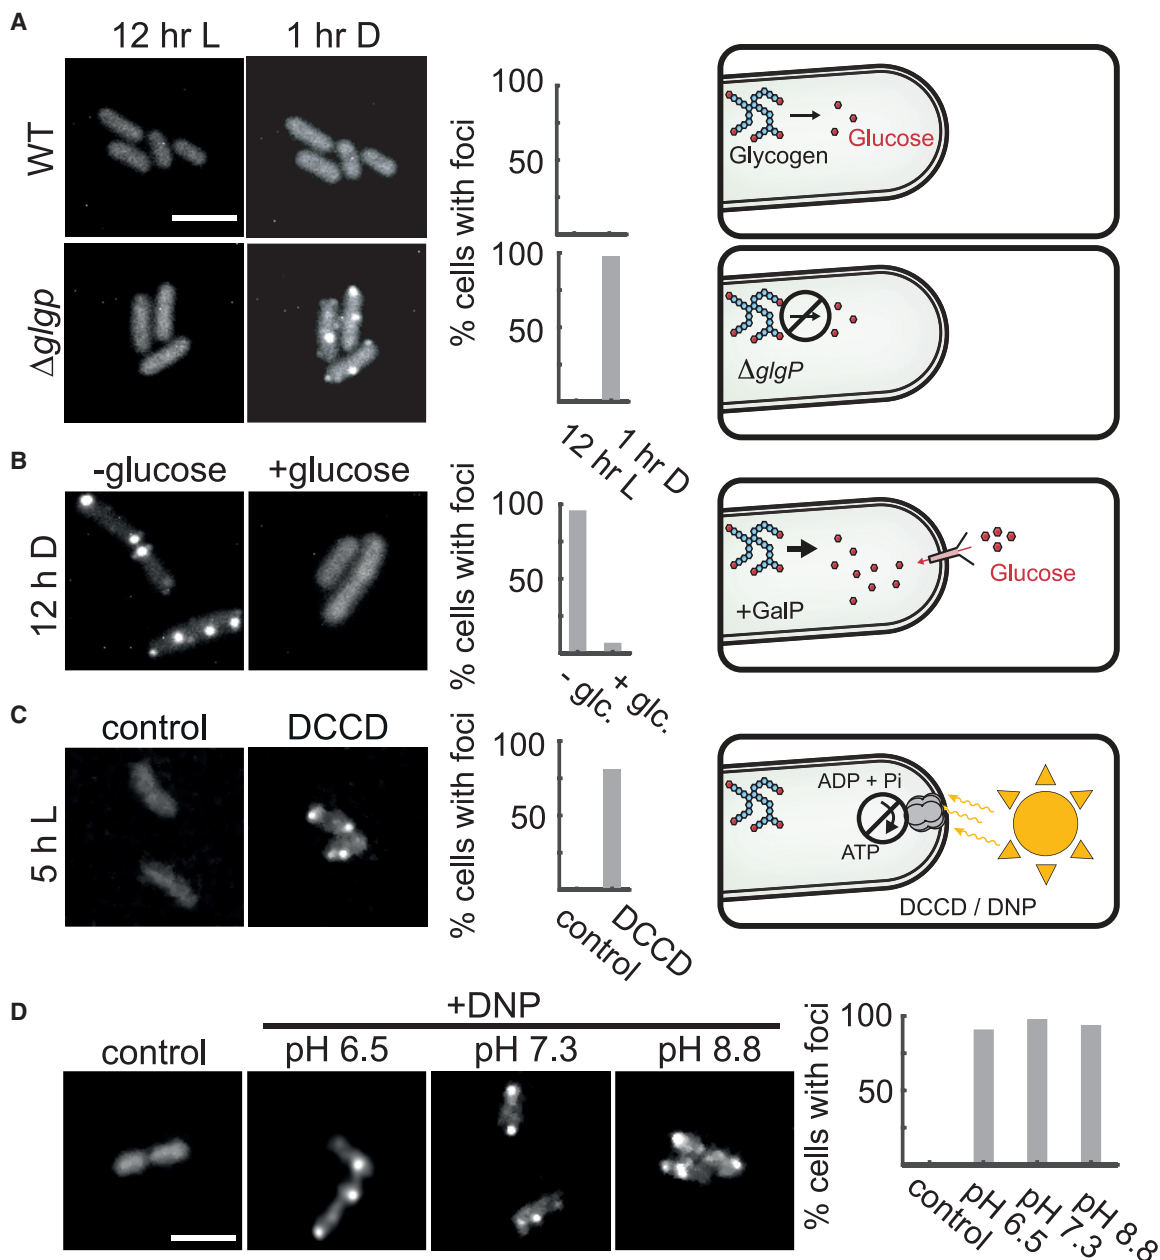 A
12 hr L
1 hr D
WT
Δglgp
% cells with foci
100
50
% cells with foci
100
50
12 hr L
1 hr D
Glycogen
Glucose
ΔglgP
B
-glucose
+glucose
12 h D
% cells with foci
100
50
- glc.
+ glc.
+GalP
Glucose
C
control
DCCD
5 h L
% cells with foci
100
50
control
DCCD
ADP + Pi
ATP
DCCD / DNP
D
+DNP
control
pH 6.5
pH 7.3
pH 8.8
% cells with foci
100
50
control
pH 6.5
pH 7.3
pH 8.8